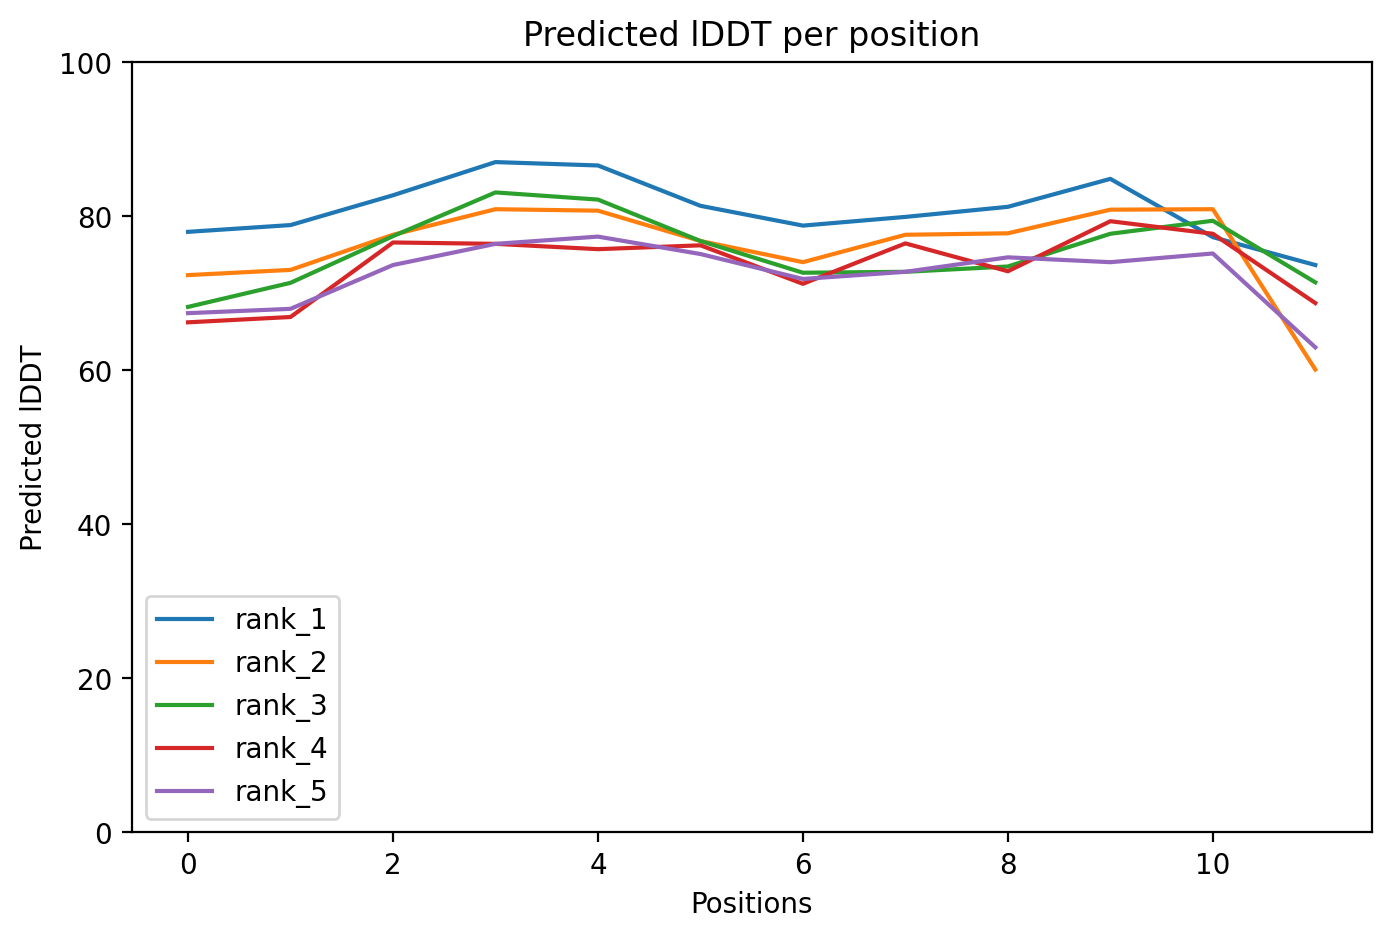 Predicted lDDT per position
100
80
60
40
20
0
Predicted lDDT
rank_1
rank_2
rank_3
rank_4
rank_5
0 2 4 6 8 10
Positions